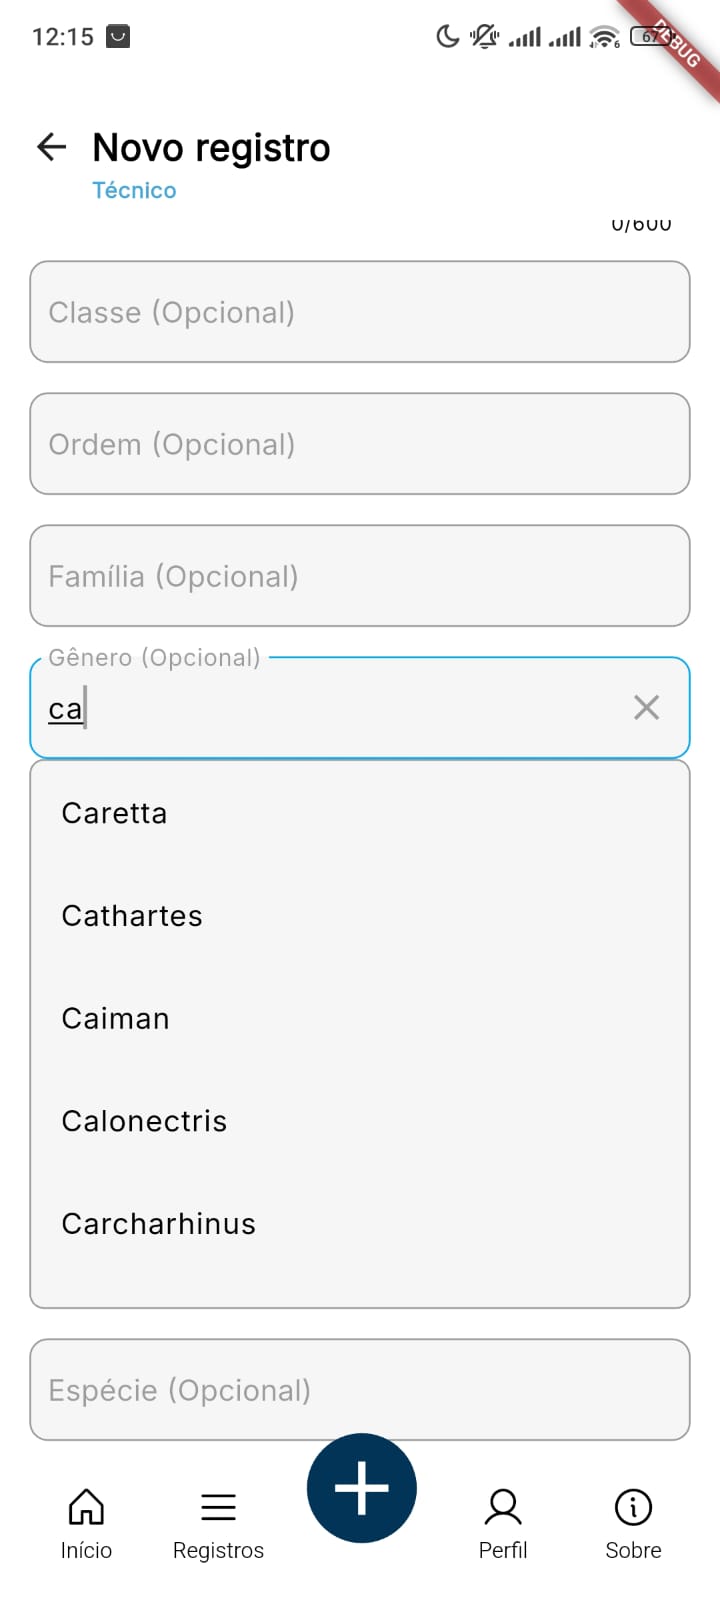 12:15
67
DEBUG
Novo registro
Técnico
0/600
Classe (Opcional)
Ordem (Opcional)
Família (Opcional)
Gênero (Opcional)
ca
Caretta
Cathartes
Caiman
Calonectris
Carcharhinus
Espécie (Opcional)
Início
Registros
Perfil
Sobre